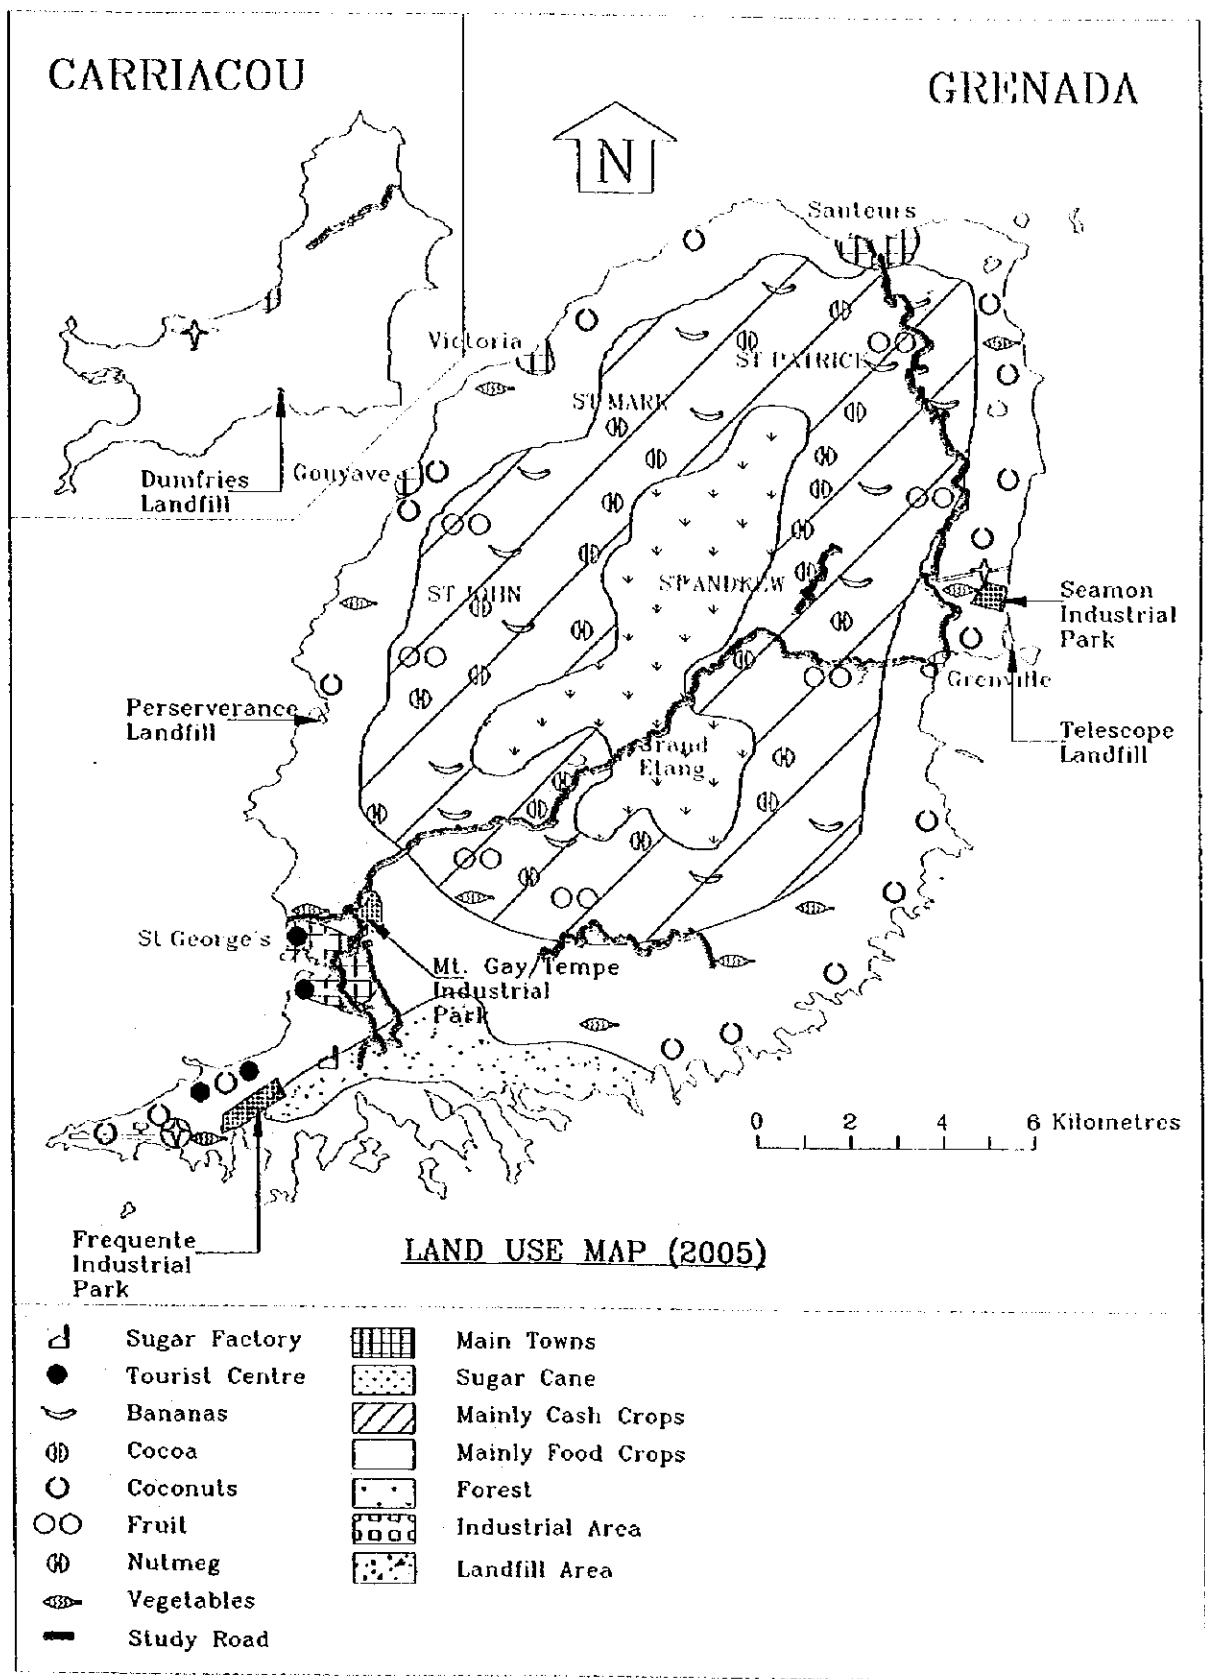 CARRIACOU
GRENADA
N
Sauteurs
Victoria
ST PATRICK
ST MARK
Dumfries
Landfill
Gouyave
ST JOHN
ST ANDREW
Seamon
Industrial
Park
Grenville
Perserverance
Landfill
Telescope
Landfill
Grand
Etang
St George's
Mt. Gay/Tempe
Industrial
Park
0 2 4 6 Kilometres
Frequente
Industrial
Park
LAND USE MAP (2005)
Sugar Factory
Tourist Centre
Bananas
Cocoa
Coconuts
Fruit
Nutmeg
Vegetables
Study Road
Main Towns
Sugar Cane
Mainly Cash Crops
Mainly Food Crops
Forest
Industrial Area
Landfill Area